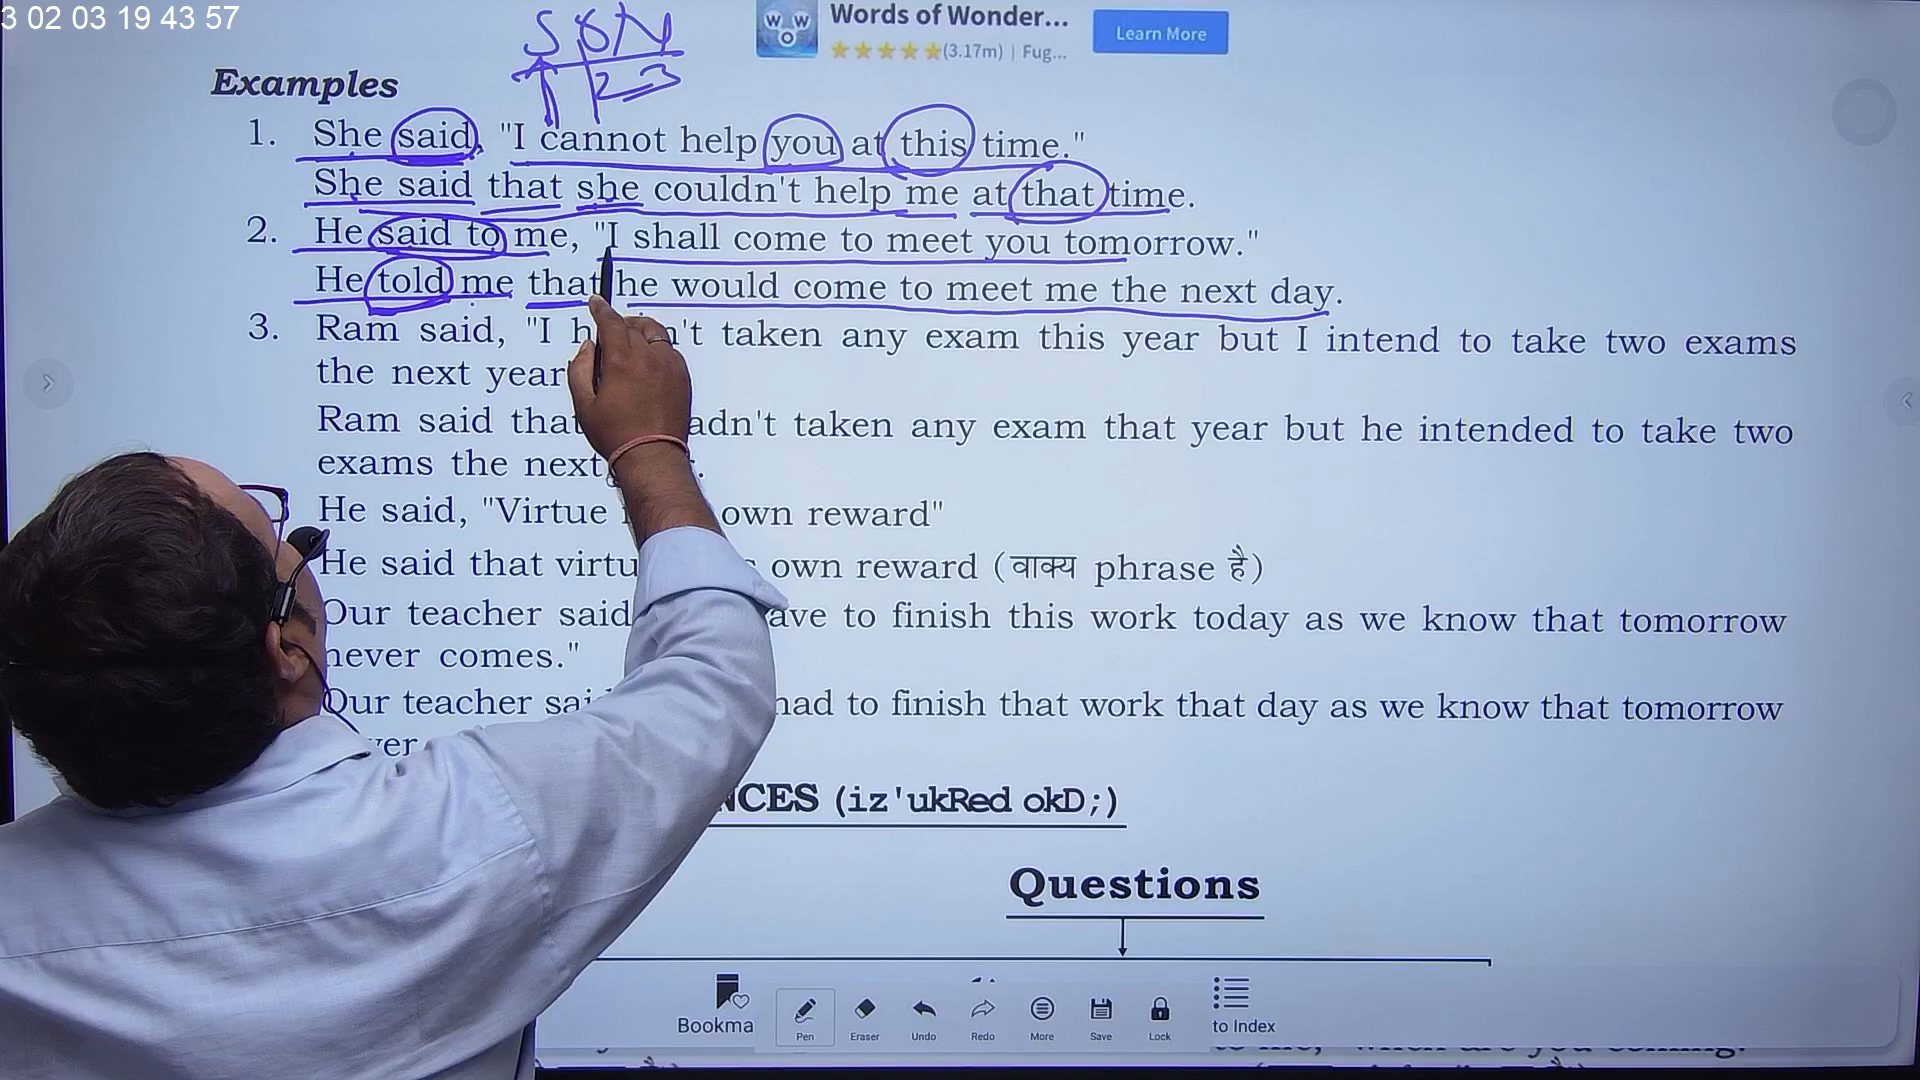 3 02 03 19 43 57
S O N
1 2 3
Words of Wonder...
(3.17m) | Fug...
Learn More
Examples
1. She said, "I cannot help you at this time."
She said that she couldn't help me at that time.
2. He said to me, "I shall come to meet you tomorrow."
He told me that he would come to meet me the next day.
3. Ram said, "I taken any exam this year but I intend to take two exams
the next year
Ram said that taken any exam that year but he intended to take two
exams the next
He said, "Virtue own reward"
He said that own reward (वाक्य phrase है)
Our teacher said to finish this work today as we know that tomorrow
never comes."
Our teacher had to finish that work that day as we know that tomorrow
(iz'ukRed okD;)
Questions
Bookma
Pen
Eraser
Undo
Redo
More
Save
Lock
to Index